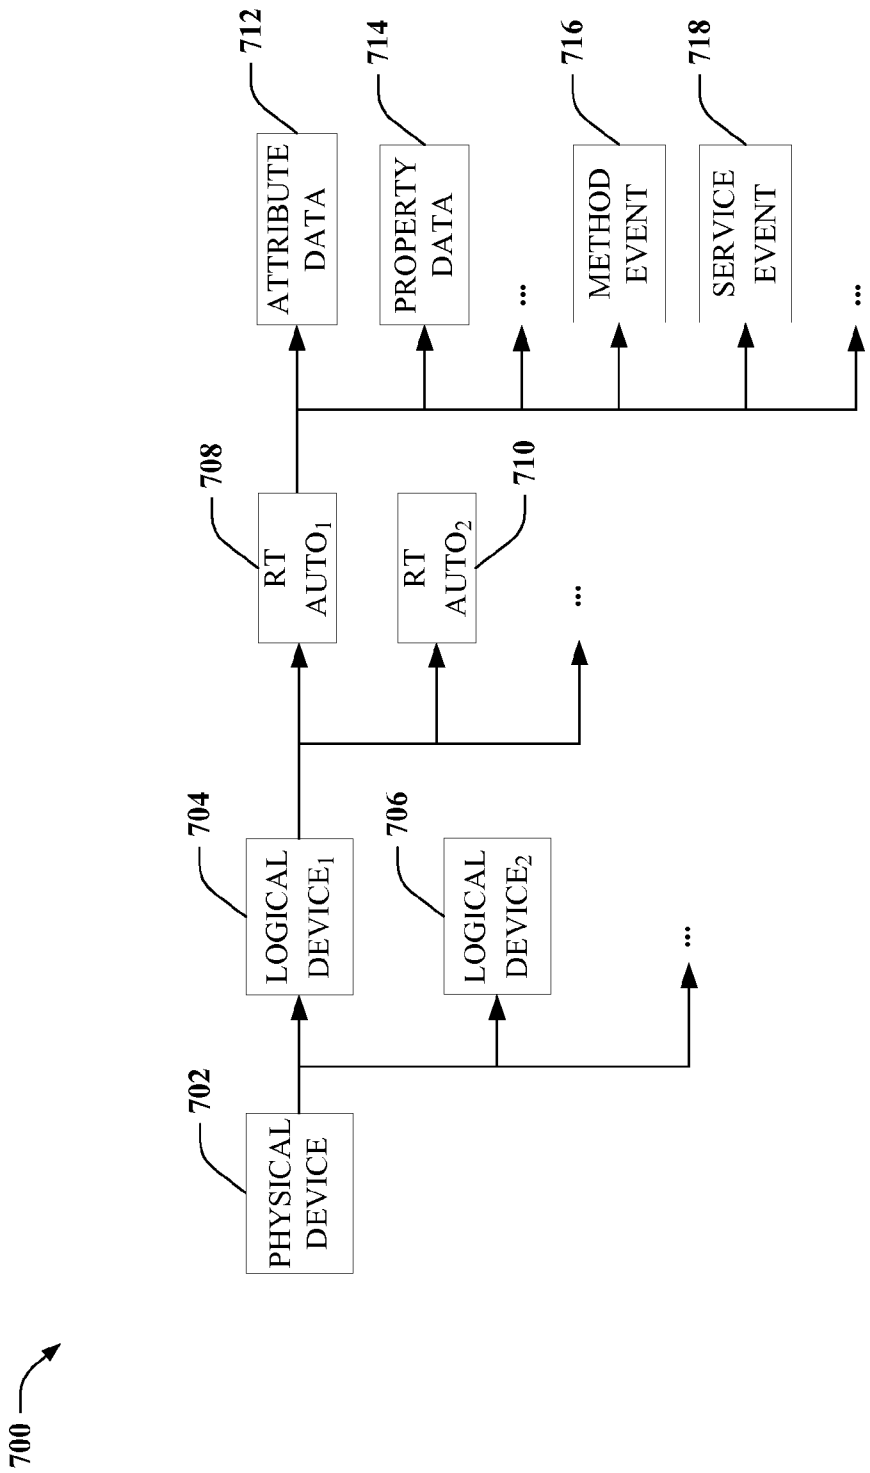 700
702
PHYSICAL
DEVICE
704
LOGICAL
DEVICE1
706
LOGICAL
DEVICE2
...
708
RT
AUTO1
710
RT
AUTO2
...
712
ATTRIBUTE
DATA
714
PROPERTY
DATA
...
716
METHOD
EVENT
718
SERVICE
EVENT
...